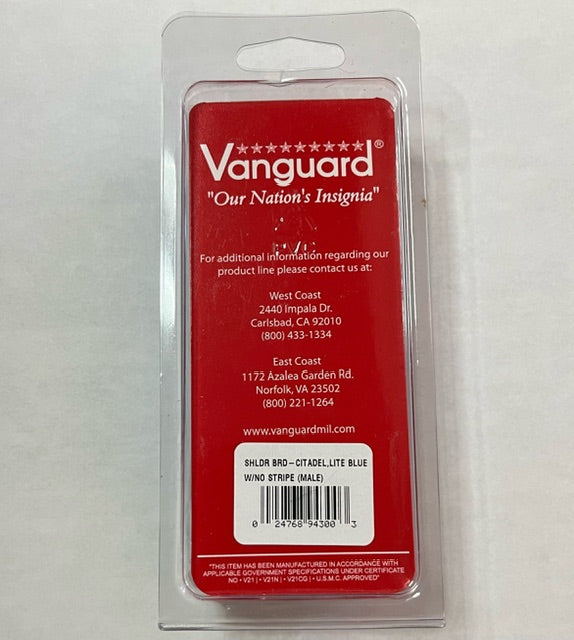 Vanguard®
"Our Nation's Insignia"
PVC
For additional information regarding our
product line please contact us at:
West Coast
2440 Impala Dr.
Carlsbad, CA 92010
(800) 433-1334
East Coast
1172 Azalea Garden Rd.
Norfolk, VA 23502
(800) 221-1264
www.vanguardmil.com
SHLDR BRD-CITADEL,LITE BLUE
W/NO STRIPE (MALE)
0 24768 94300 3
"THIS ITEM HAS BEEN MANUFACTURED IN ACCORDANCE WITH
APPLICABLE GOVERNMENT SPECIFICATIONS UNDER CERTIFICATE
NO • V21 | • V21N | • V21CG | • U.S.M.C. APPROVED"